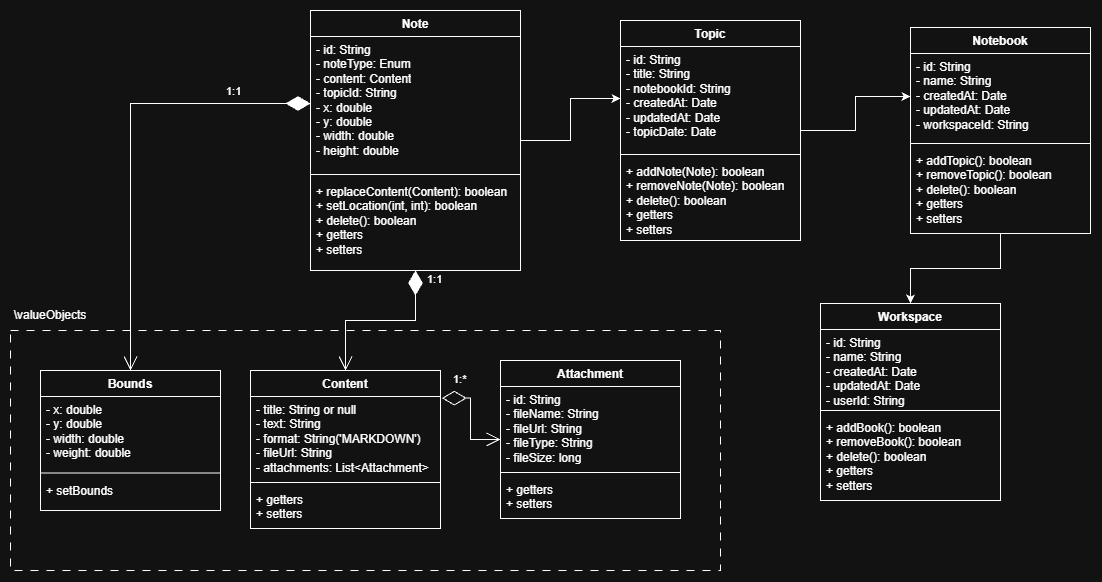 Note
- id: String
- noteType: Enum
- content: Content
- topicId: String
- x: double
- y: double
- width: double
- height: double
+ replaceContent(Content): boolean
+ setLocation(int, int): boolean
+ delete(): boolean
+ getters
+ setters
Topic
- id: String
- title: String
- notebookId: String
- createdAt: Date
- updatedAt: Date
- topicDate: Date
+ addNote(Note): boolean
+ removeNote(Note): boolean
+ delete(): boolean
+ getters
+ setters
Notebook
- id: String
- name: String
- createdAt: Date
- updatedAt: Date
- workspaceId: String
+ addTopic(): boolean
+ removeTopic(): boolean
+ delete(): boolean
+ getters
+ setters
1:1
1:1
\valueObjects
Workspace
- id: String
- name: String
- createdAt: Date
- updatedAt: Date
- userId: String
+ addBook(): boolean
+ removeBook(): boolean
+ delete(): boolean
+ getters
+ setters
Bounds
- x: double
- y: double
- width: double
- weight: double
+ setBounds
Content
- title: String or null
- text: String
- format: String('MARKDOWN')
- fileUrl: String
- attachments: List<Attachment>
+ getters
+ setters
1:*
Attachment
- id: String
- fileName: String
- fileUrl: String
- fileType: String
- fileSize: long
+ getters
+ setters